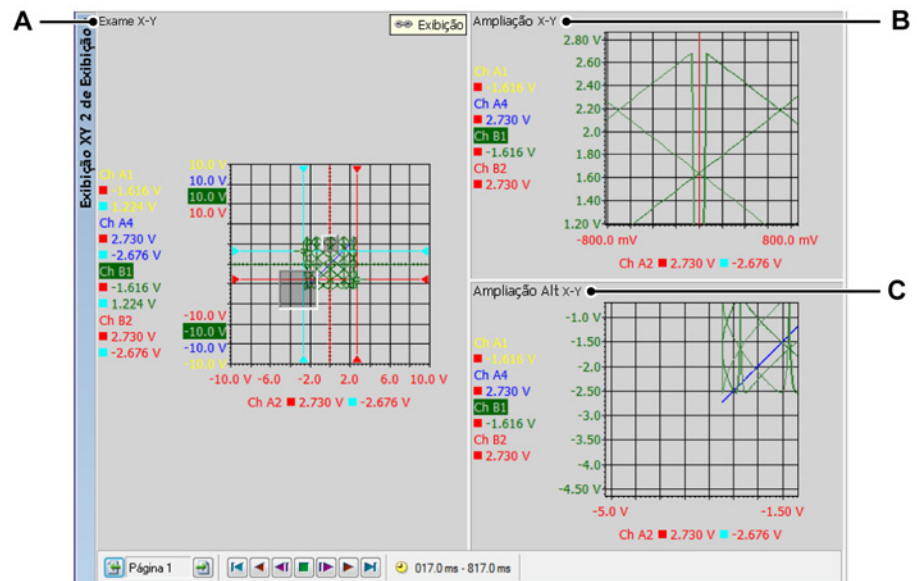 A
Exame X-Y
Exibição
Ampliação X-Y
B
Exibição XY 2 de Exibição
Ch A1
-1.616 V
1.224 V
Ch A4
2.730 V
-2.676 V
Ch B1
-1.616 V
1.224 V
Ch B2
2.730 V
-2.676 V
10.0 V
10.0 V
10.0 V
10.0 V
-10.0 V
-10.0 V
-10.0 V
-10.0 V
-10.0 V -6.0 -2.0 2.0 6.0 10.0 V
Ch A2 2.730 V -2.676 V
Ch A1
-1.616 V
Ch A4
2.730 V
Ch B1
-1.616 V
Ch B2
2.730 V
2.80 V
2.60
2.40
2.20
2.0
1.80
1.60
1.40
1.20 V
-800.0 mV 800.0 mV
Ch A2 2.730 V -2.676 V
Ampliação Alt X-Y
C
Ch A1
-1.616 V
Ch A4
2.730 V
Ch B1
-1.616 V
Ch B2
2.730 V
-1.0 V
-1.50
-2.0
-2.50
-3.0
-3.50
-4.0
-4.50 V
-5.0 V -1.50 V
Ch A2 2.730 V -2.676 V
Página 1
017.0 ms - 817.0 ms